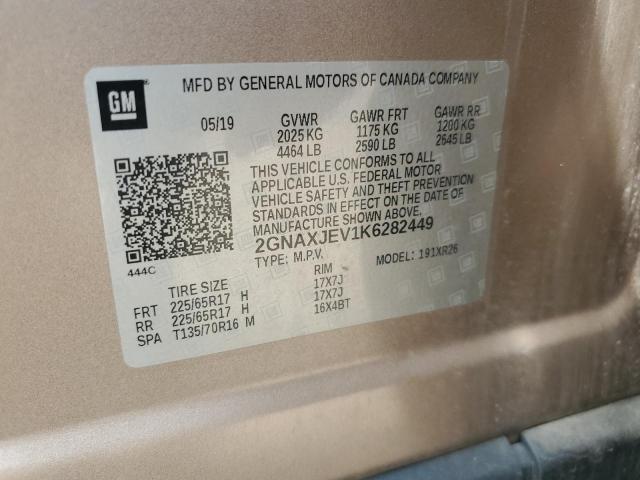 GM
MFD BY GENERAL MOTORS OF CANADA COMPANY
05/19 GVWR GAWR FRT GAWR RR
2025 KG 1175 KG 1200 KG
4464 LB 2590 LB 2645 LB
THIS VEHICLE CONFORMS TO ALL
APPLICABLE U.S. FEDERAL MOTOR
VEHICLE SAFETY AND THEFT PREVENTION
STANDARDS IN EFFECT ON THE DATE OF
MANUFACTURE SHOWN ABOVE.
2GNAXJEV1K6282449
TYPE: M.P.V. MODEL: 191XR26
444C
TIRE SIZE RIM
FRT 225/65R17 H 17X7J
RR 225/65R17 H 17X7J
SPA T135/70R16 M 16X4BT